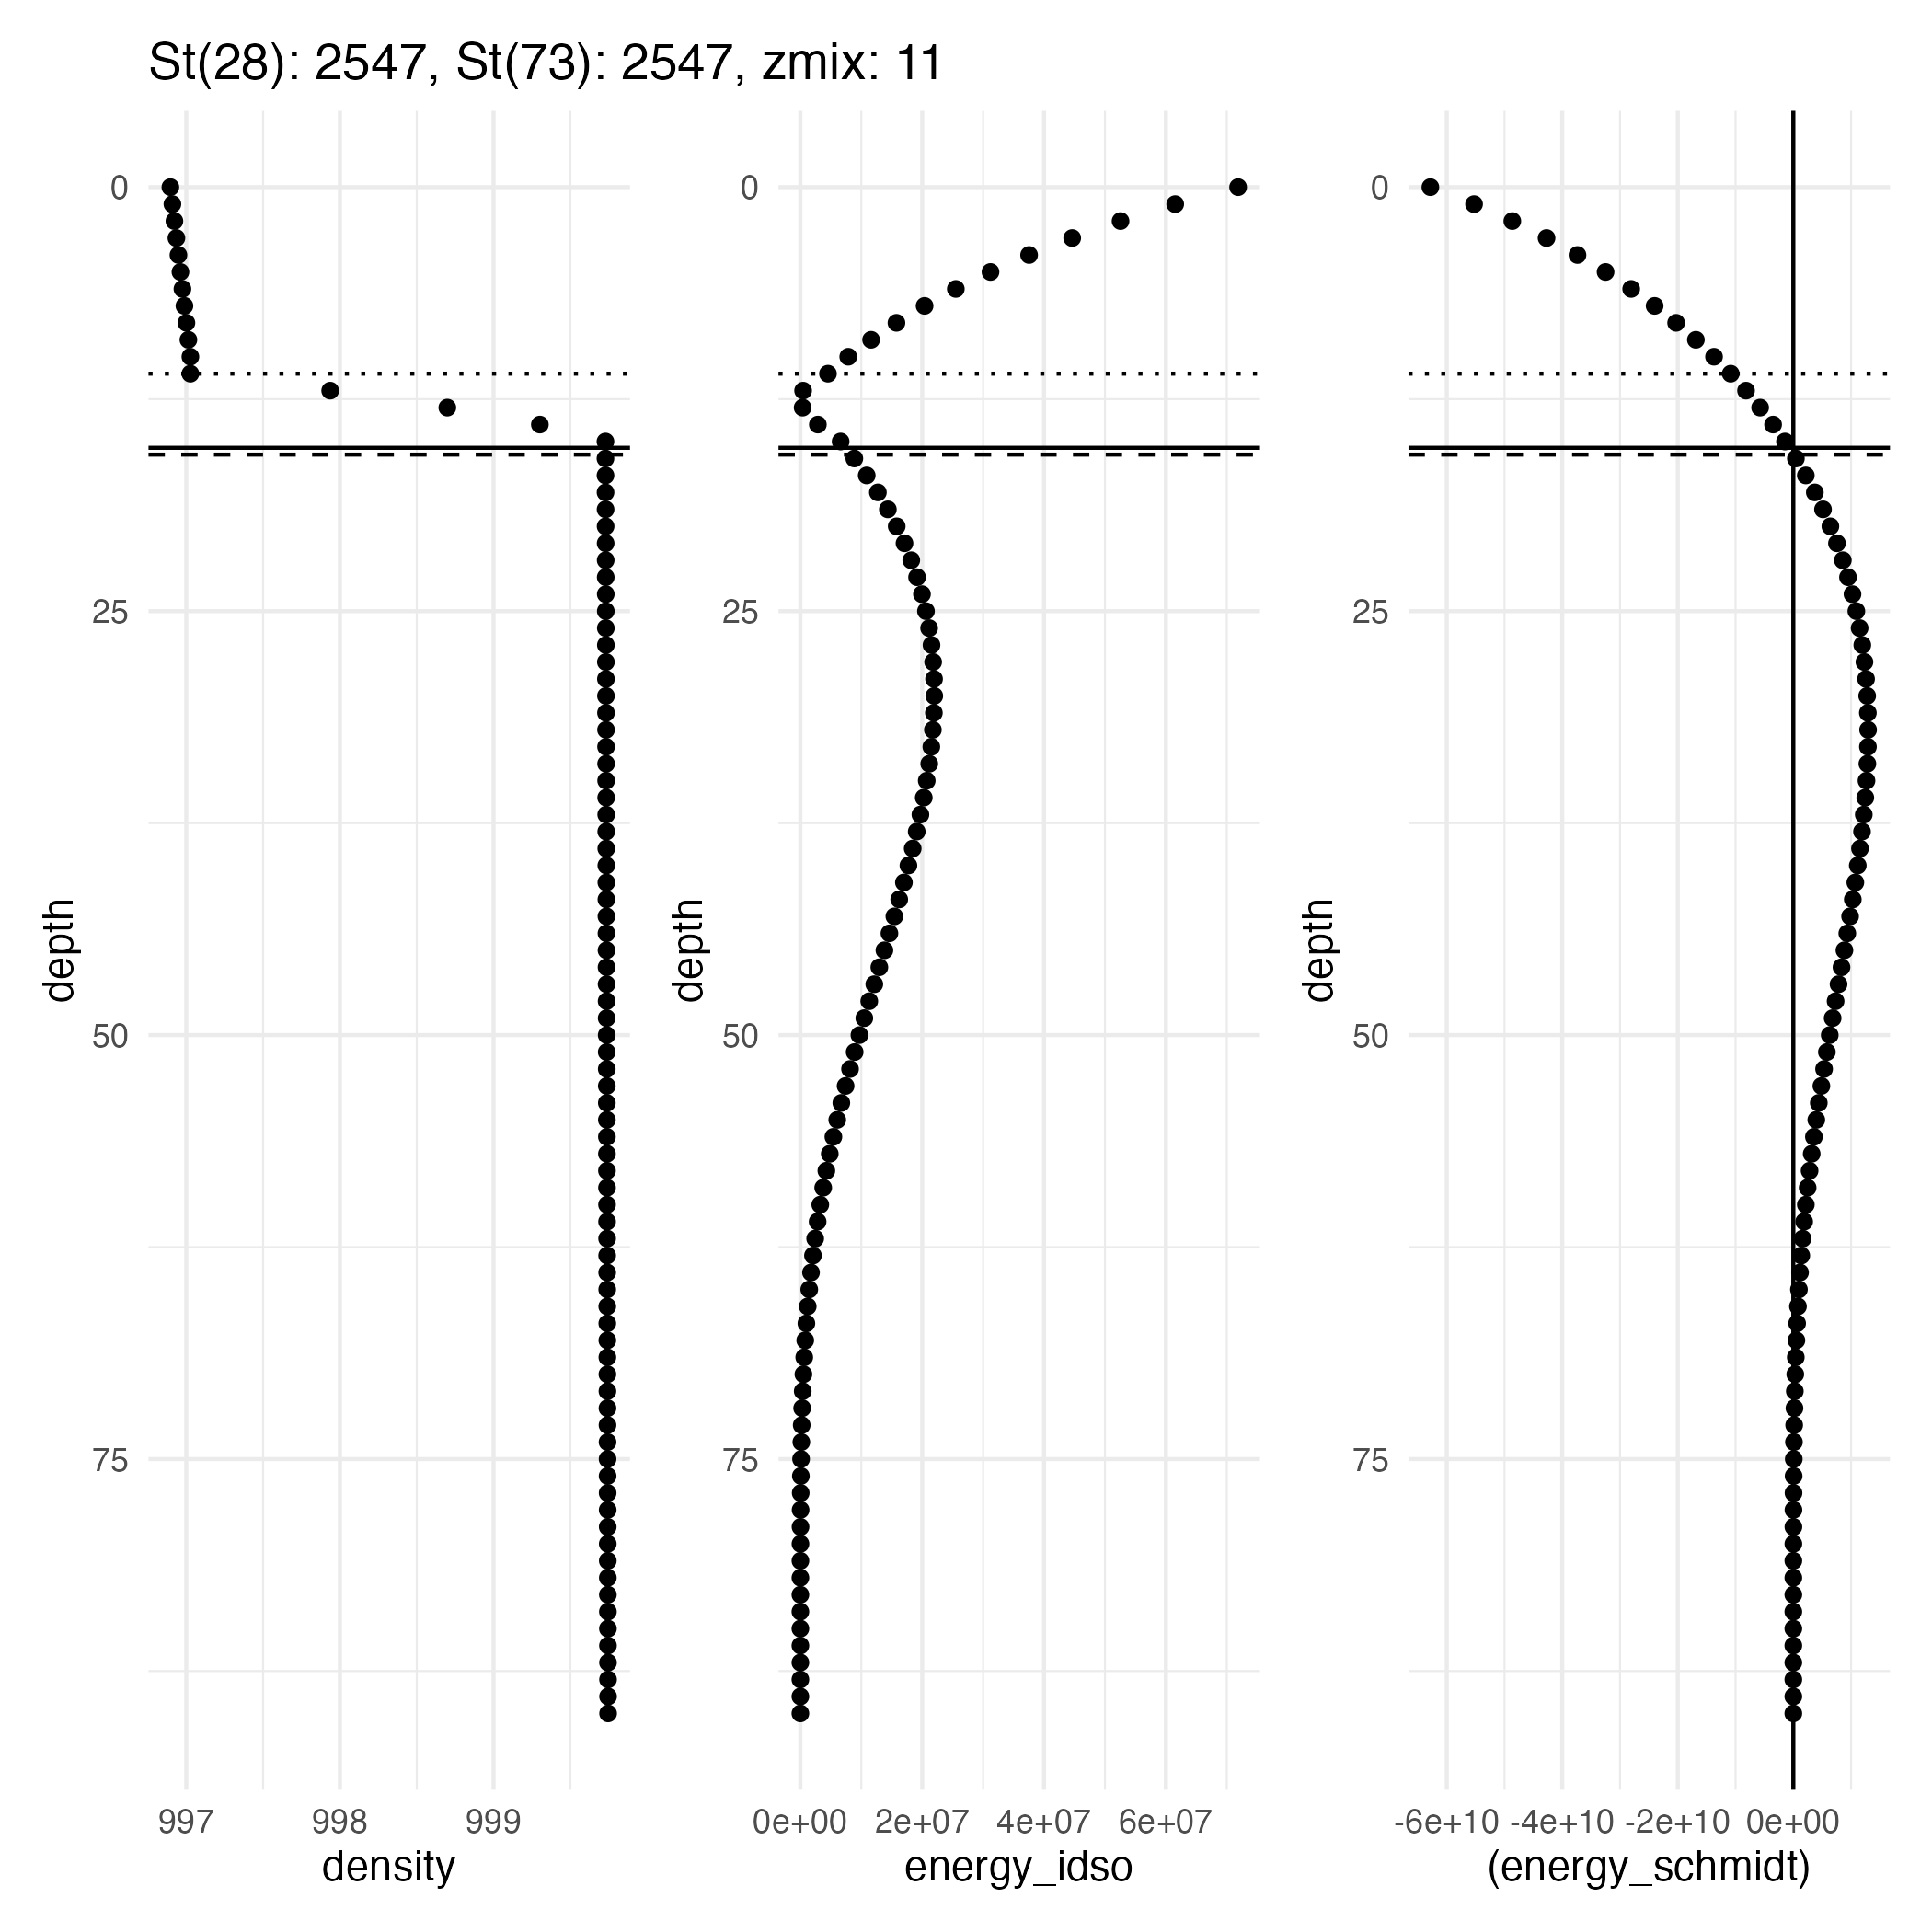 St(28): 2547, St(73): 2547, zmix: 11
0
25
50
75
depth
997 998 999
density
0
25
50
75
depth
0e+00 2e+07 4e+07 6e+07
energy_idso
0
25
50
75
depth
-6e+10 -4e+10 -2e+10 0e+00
(energy_schmidt)